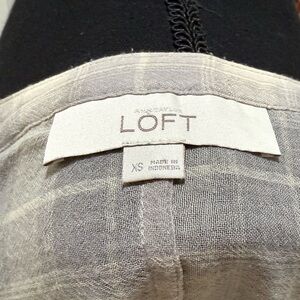 ANN TAYLOR
LOFT
XS
MADE IN
INDONESIA